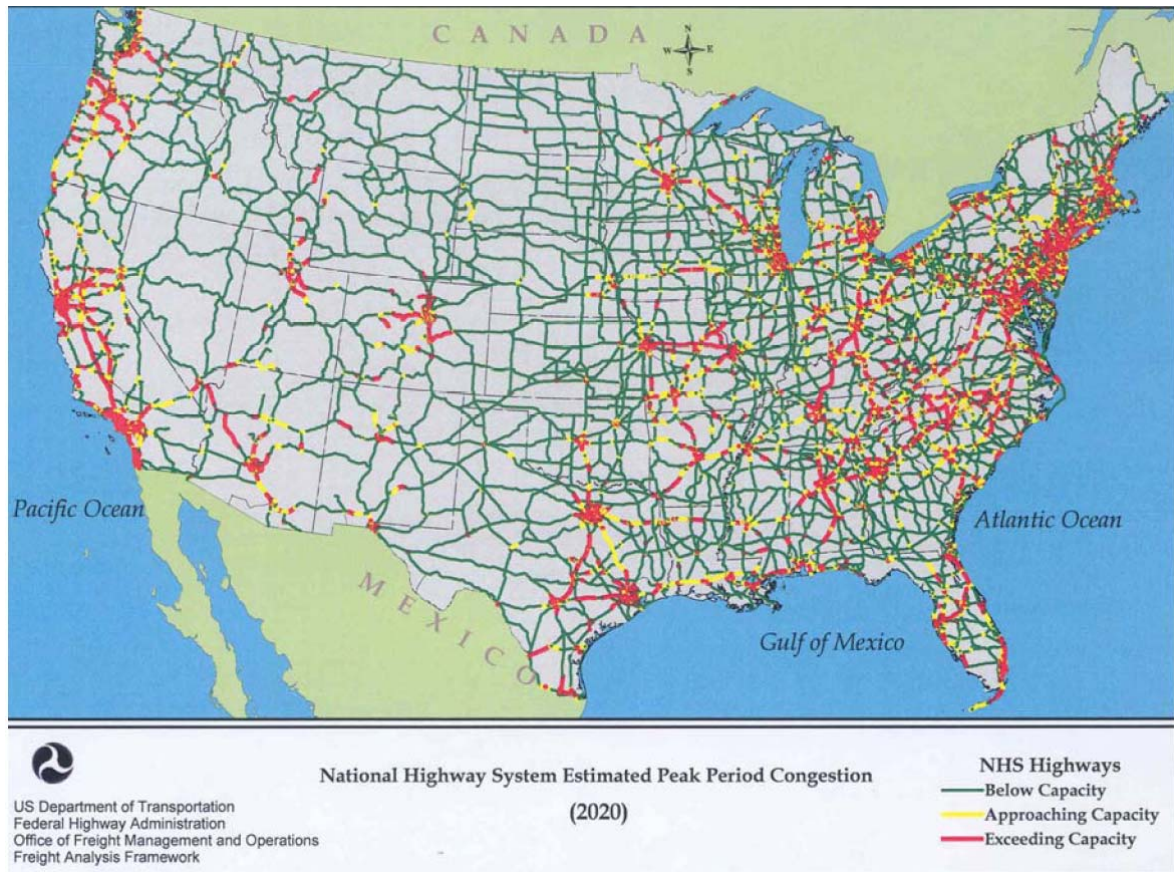 C A N A D A
N
W E
S
Pacific Ocean
Atlantic Ocean
M E X I C O
Gulf of Mexico
US Department of Transportation
Federal Highway Administration
Office of Freight Management and Operations
Freight Analysis Framework
National Highway System Estimated Peak Period Congestion
(2020)
NHS Highways
Below Capacity
Approaching Capacity
Exceeding Capacity